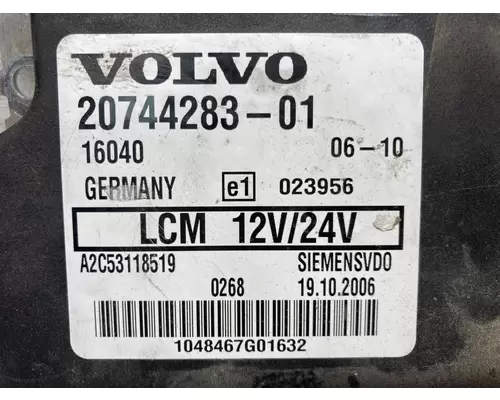 VOLVO
20744283-01
16040 06-10
GERMANY e1 023956
LCM 12V/24V
A2C53118519 SIEMENSVDO
0268 19.10.2006
1048467G01632